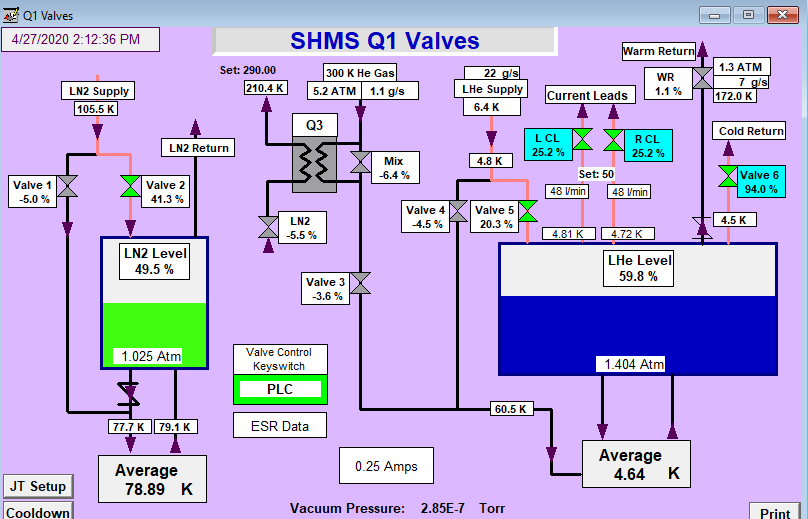 Q1 Valves
4/27/2020 2:12:36 PM
SHMS Q1 Valves
LN2 Supply
105.5 K
LN2 Return
Valve 1
-5.0 %
Valve 2
41.3 %
LN2 Level
49.5 %
1.025 Atm
77.7 K
79.1 K
Average
78.89 K
JT Setup
Cooldown
Set: 290.00
210.4 K
300 K He Gas
5.2 ATM
1.1 g/s
Q3
Mix
-6.4 %
LN2
-5.5 %
Valve 3
-3.6 %
Valve Control
Keyswitch
PLC
ESR Data
0.25 Amps
Vacuum Pressure: 2.85E-7 Torr
22 g/s
LHe Supply
6.4 K
4.8 K
Valve 4
-4.5 %
Valve 5
20.3 %
Current Leads
L CL
25.2 %
R CL
25.2 %
Set: 50
48 l/min
48 l/min
4.81 K
4.72 K
Warm Return
WR
1.1 %
1.3 ATM
7 g/s
172.0 K
Cold Return
Valve 6
94.0 %
4.5 K
LHe Level
59.8 %
1.404 Atm
60.5 K
Average
4.64 K
Print